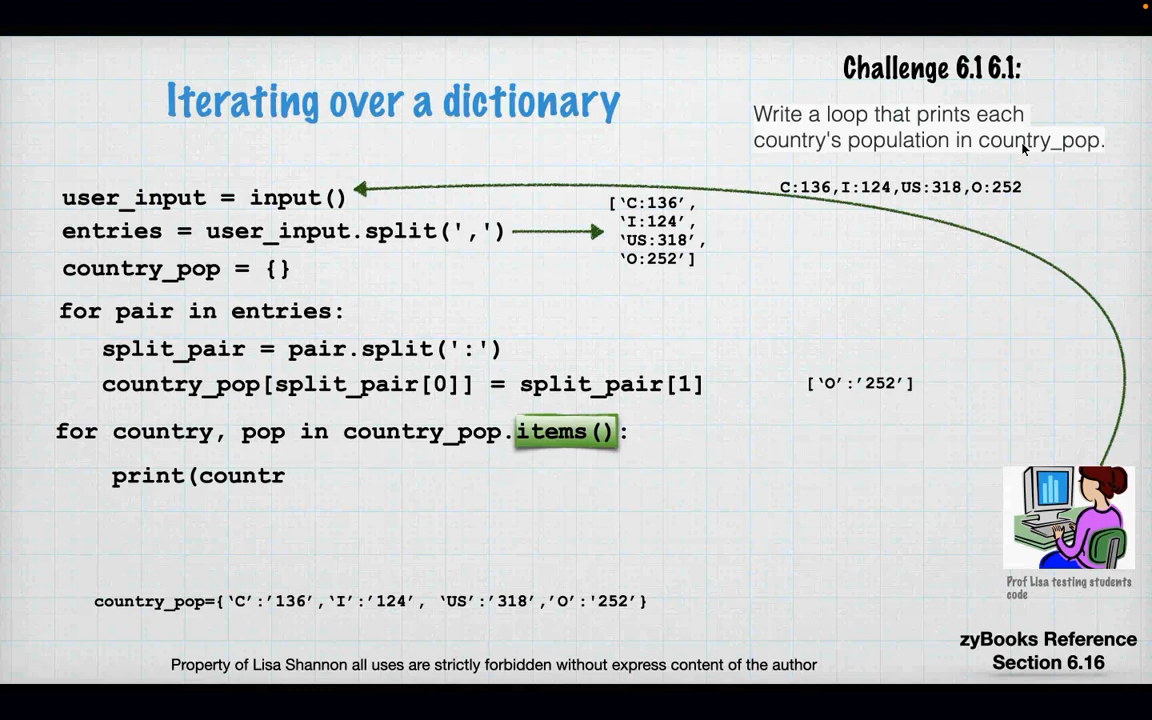 Challenge 6.1 6.1:
Iterating over a dictionary
Write a loop that prints each
country's population in country_pop.
user_input = input()
C:136,I:124,US:318,O:252
entries = user_input.split(',')
[‘C:136’,
‘I:124’,
‘US:318’,
‘O:252’]
country_pop = {}
for pair in entries:
split_pair = pair.split(':')
country_pop[split_pair[0]] = split_pair[1]
[‘O’:’252’]
for country, pop in country_pop.items():
print(countr
Prof Lisa testing students
code
country_pop={‘C’:’136’,‘I’:’124’, ‘US’:’318’,’O’:'252’}
zyBooks Reference
Section 6.16
Property of Lisa Shannon all uses are strictly forbidden without express content of the author